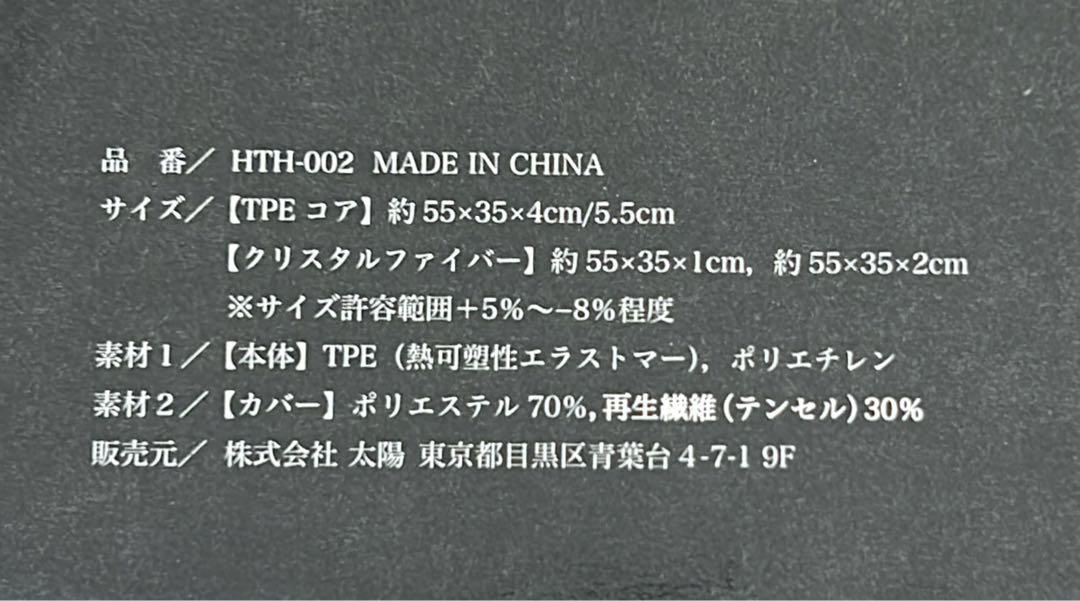 品　番／ HTH-002 MADE IN CHINA
サイズ／【TPE コア】約 55×35×4cm/5.5cm
【クリスタルファイバー】約 55×35×1cm, 約 55×35×2cm
※サイズ許容範囲＋5%～−8%程度
素材１／【本体】TPE（熱可塑性エラストマー）, ポリエチレン
素材２／【カバー】ポリエステル 70%, 再生繊維（テンセル）30%
販売元／ 株式会社 太陽 東京都目黒区青葉台 4-7-1 9F